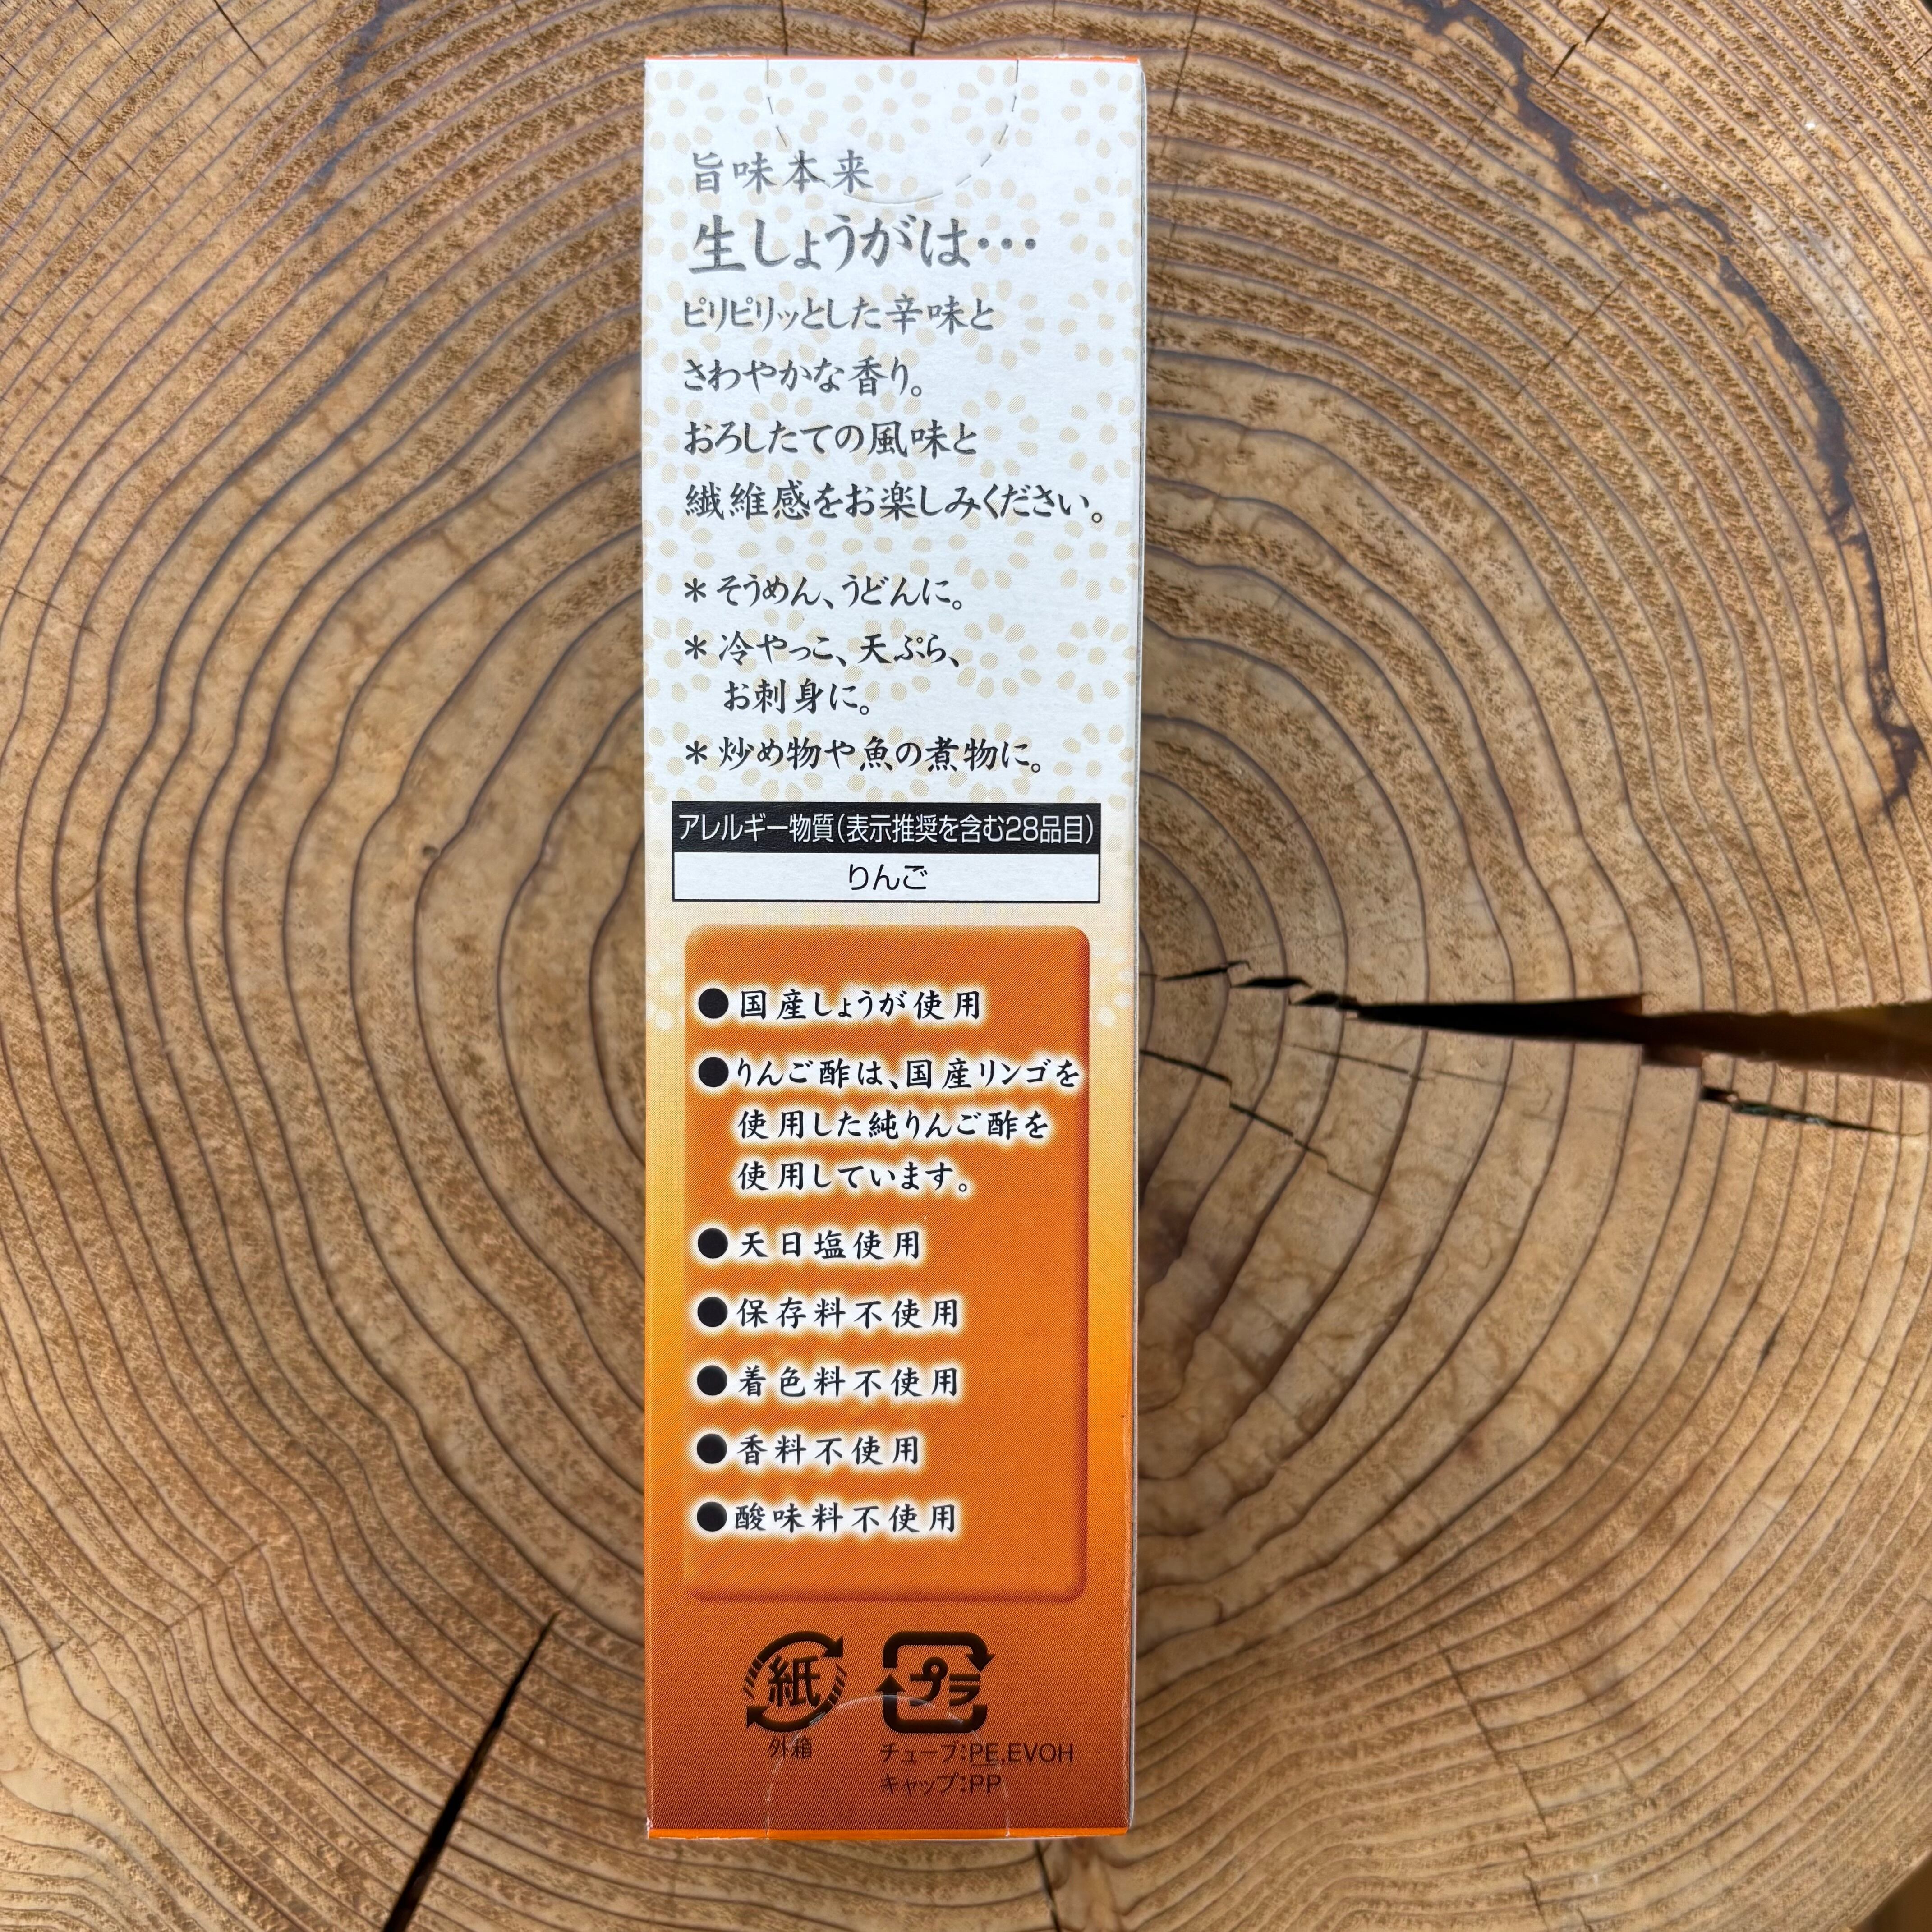 旨味本来
生しょうがは…
ピリピリッとした辛味と
さわやかな香り。
おろしたての風味と
繊維感をお楽しみください。
＊そうめん、うどんに。
＊冷やっこ、天ぷら、
お刺身に。
＊炒め物や魚の煮物に。
アレルギー物質(表示推奨を含む28品目)
りんご
●国産しょうが使用
●りんご酢は、国産リンゴを
使用した純りんご酢を
使用しています。
●天日塩使用
●保存料不使用
●着色料不使用
●香料不使用
●酸味料不使用
紙 プラ
外箱 チューブ:PE,EVOH
キャップ:PP